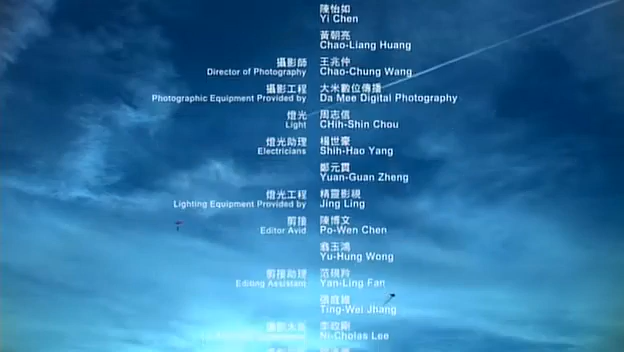 陳怡如
Yi Chen
黃朝亮
Chao-Liang Huang
攝影師 王兆仲
Director of Photography Chao-Chung Wang
攝影工程 大米數位傳播
Photographic Equipment Provided by Da Mee Digital Photography
燈光 周志信
Light CHih-Shin Chou
燈光助理 楊世豪
Electricians Shih-Hao Yang
鄭元貫
Yuan-Guan Zheng
燈光工程 精靈影視
Lighting Equipment Provided by Jing Ling
剪接 陳博文
Editor Avid Po-Wen Chen
翁玉鴻
Yu-Hung Wong
剪接助理 范硯羚
Editing Assistant Yan-Ling Fan
Ting-Wei Jhang
李政剛
Ni-Cholas Lee